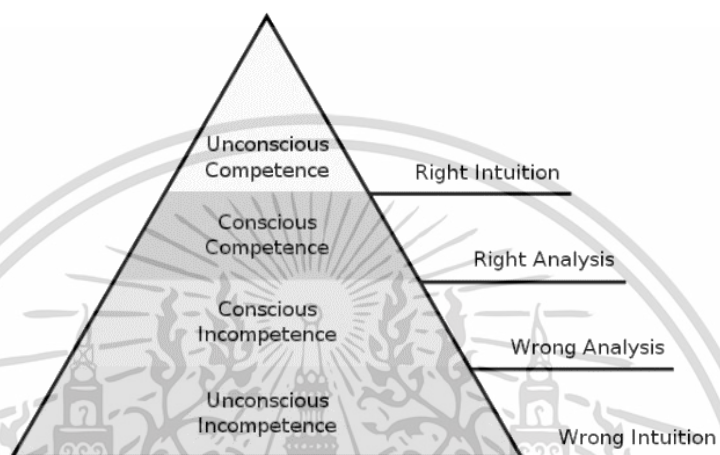 Unconscious
Competence
Right Intuition
Conscious
Competence
Right Analysis
Conscious
Incompetence
Wrong Analysis
Unconscious
Incompetence
Wrong Intuition